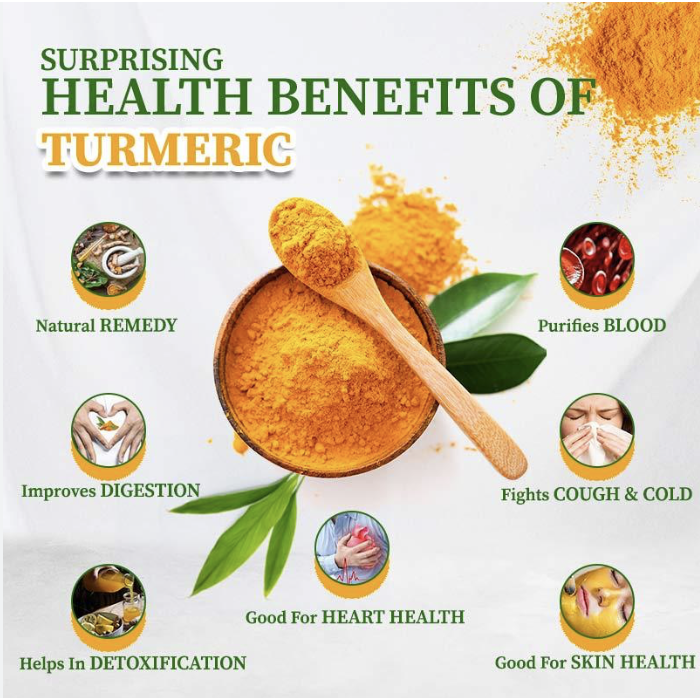 SURPRISING
HEALTH BENEFITS OF
TURMERIC
Natural REMEDY
Purifies BLOOD
Improves DIGESTION
Fights COUGH & COLD
Good For HEART HEALTH
Helps In DETOXIFICATION
Good For SKIN HEALTH